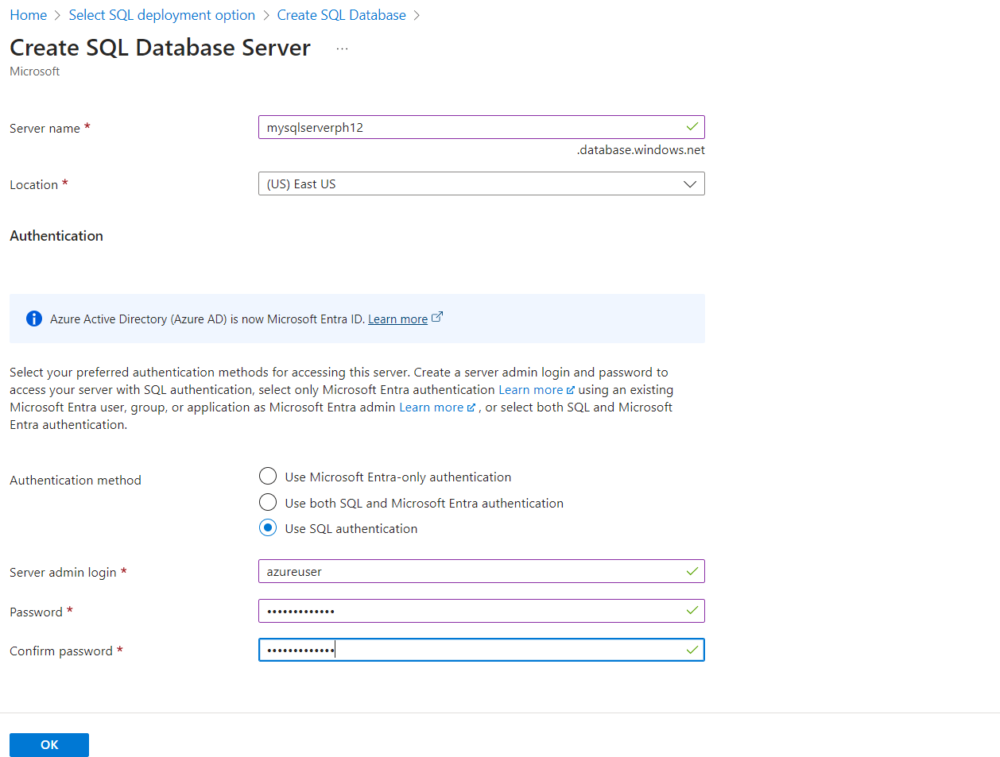 Home > Select SQL deployment option > Create SQL Database >
Create SQL Database Server ...
Microsoft
Server name *
mysqlserverph12
.database.windows.net
Location *
(US) East US
Authentication
Azure Active Directory (Azure AD) is now Microsoft Entra ID. Learn more
Select your preferred authentication methods for accessing this server. Create a server admin login and password to
access your server with SQL authentication, select only Microsoft Entra authentication Learn more using an existing
Microsoft Entra user, group, or application as Microsoft Entra admin Learn more , or select both SQL and Microsoft
Entra authentication.
Authentication method
Use Microsoft Entra-only authentication
Use both SQL and Microsoft Entra authentication
Use SQL authentication
Server admin login *
azureuser
Password *
•••••••••••••
Confirm password *
•••••••••••••
OK